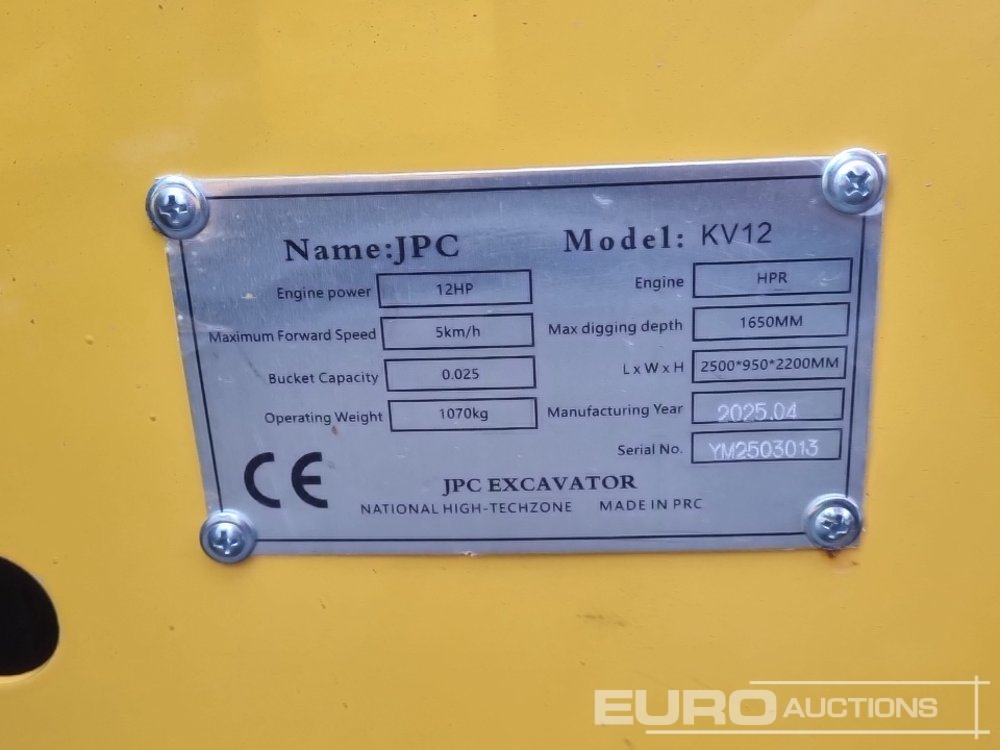 Name:JPC Model: KV12
Engine power 12HP Engine HPR
Maximum Forward Speed 5km/h Max digging depth 1650MM
Bucket Capacity 0.025 L x W x H 2500*950*2200MM
Operating Weight 1070kg Manufacturing Year 2025.04
Serial No. YM2503013
CE JPC EXCAVATOR
NATIONAL HIGH-TECHZONE MADE IN PRC
EURO AUCTIONS